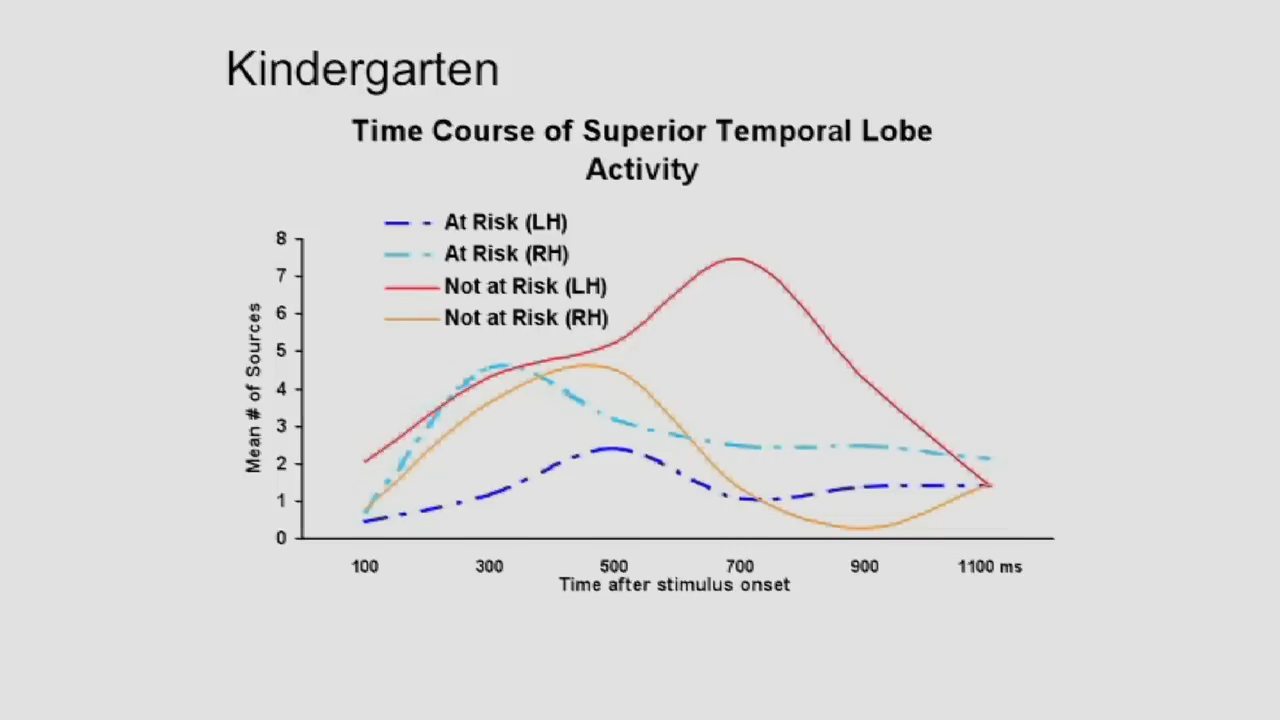 Kindergarten
Time Course of Superior Temporal Lobe
Activity
At Risk (LH)
At Risk (RH)
Not at Risk (LH)
Not at Risk (RH)
Mean # of Sources
8
7
6
5
4
3
2
1
0
100 300 500 700 900 1100 ms
Time after stimulus onset